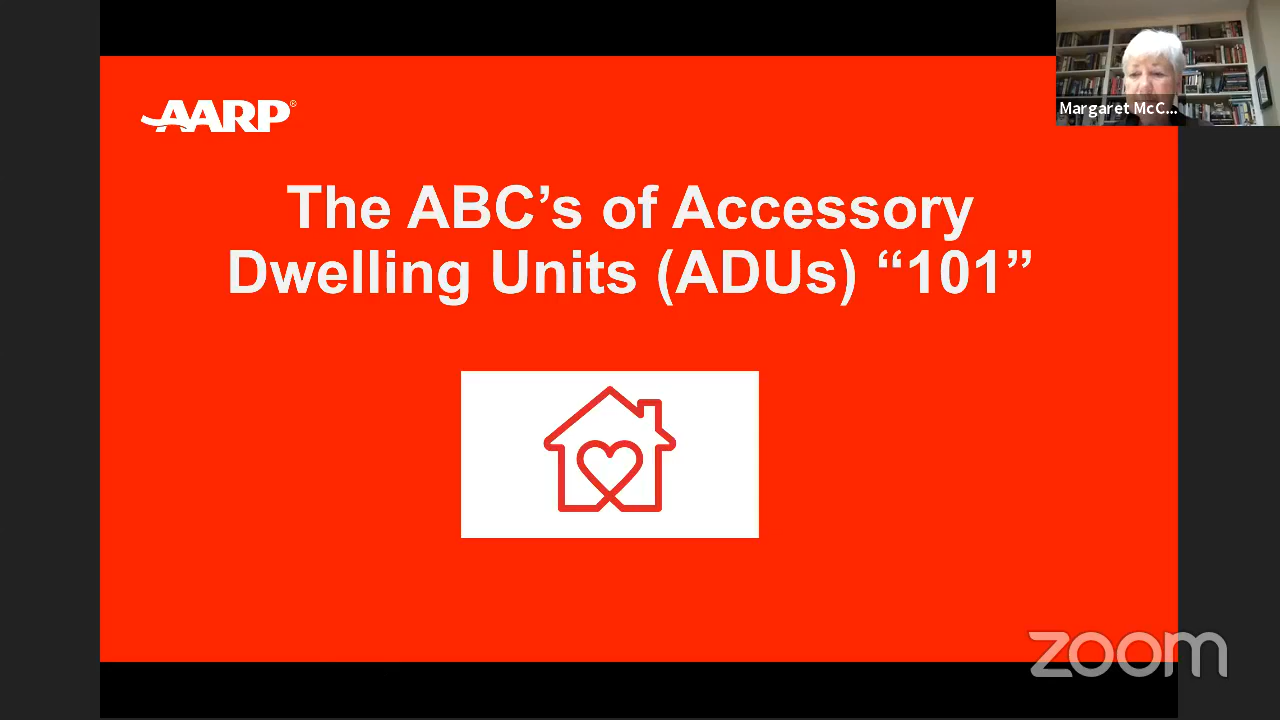 AARP®
The ABC’s of Accessory
Dwelling Units (ADUs) “101”
Margaret McC...
zoom